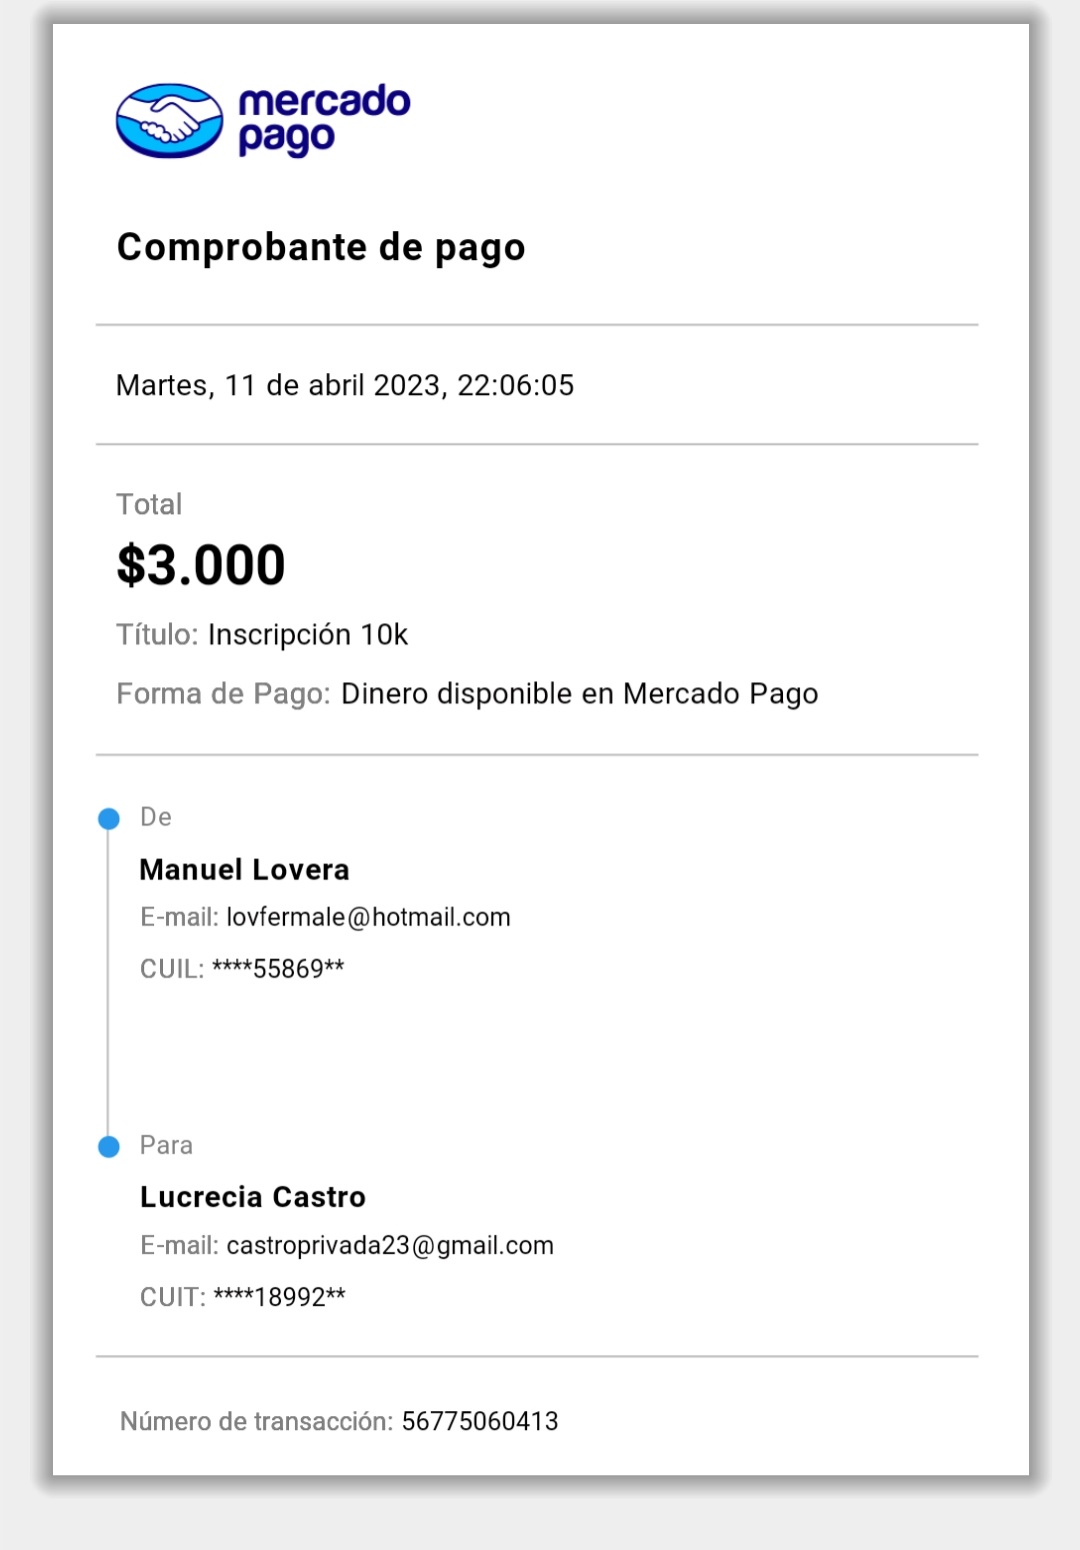 mercado
pago
Comprobante de pago
Martes, 11 de abril 2023, 22:06:05
Total
$3.000
Título: Inscripción 10k
Forma de Pago: Dinero disponible en Mercado Pago
De
Manuel Lovera
E-mail: lovfermale@hotmail.com
CUIL: ****55869**
Para
Lucrecia Castro
E-mail: castroprivada23@gmail.com
CUIT: ****18992**
Número de transacción: 56775060413